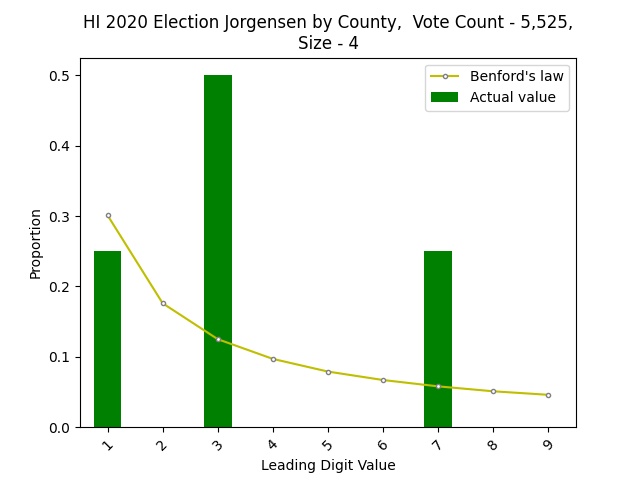 HI 2020 Election Jorgensen by County,  Vote Count - 5,525,
Size - 4
Benford's law
Actual value
0.5
0.4
0.3
0.2
0.1
0.0
Proportion
1 2 3 4 5 6 7 8 9
Leading Digit Value